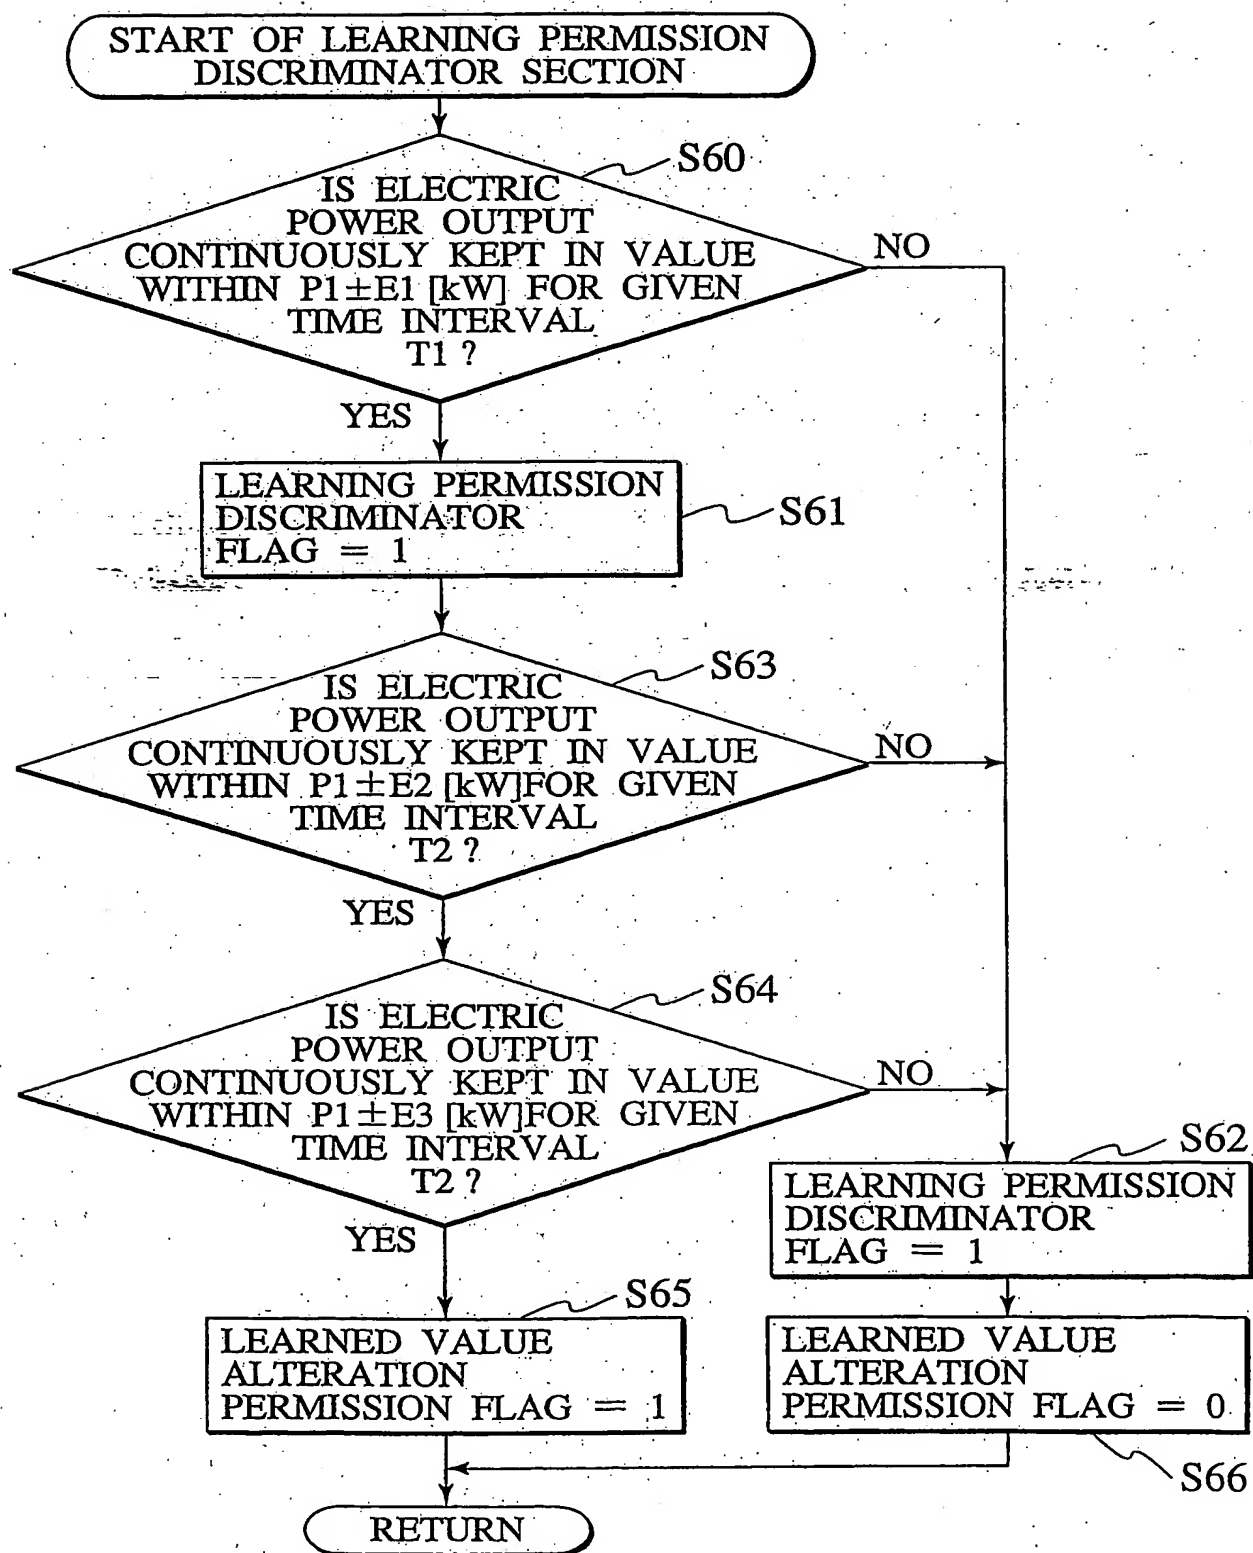 START OF LEARNING PERMISSION
DISCRIMINATOR SECTION
S60
IS ELECTRIC
POWER OUTPUT
CONTINUOUSLY KEPT IN VALUE
WITHIN P1±E1 [kW] FOR GIVEN
TIME INTERVAL
T1 ?
NO
YES
LEARNING PERMISSION
DISCRIMINATOR
FLAG = 1
S61
S63
IS ELECTRIC
POWER OUTPUT
CONTINUOUSLY KEPT IN VALUE
WITHIN P1±E2 [kW]FOR GIVEN
TIME INTERVAL
T2 ?
NO
YES
S64
IS ELECTRIC
POWER OUTPUT
CONTINUOUSLY KEPT IN VALUE
WITHIN P1±E3 [kW]FOR GIVEN
TIME INTERVAL
T2 ?
NO
YES
S62
LEARNING PERMISSION
DISCRIMINATOR
FLAG = 1
S65
LEARNED VALUE
ALTERATION
PERMISSION FLAG = 1
LEARNED VALUE
ALTERATION
PERMISSION FLAG = 0
S66
RETURN